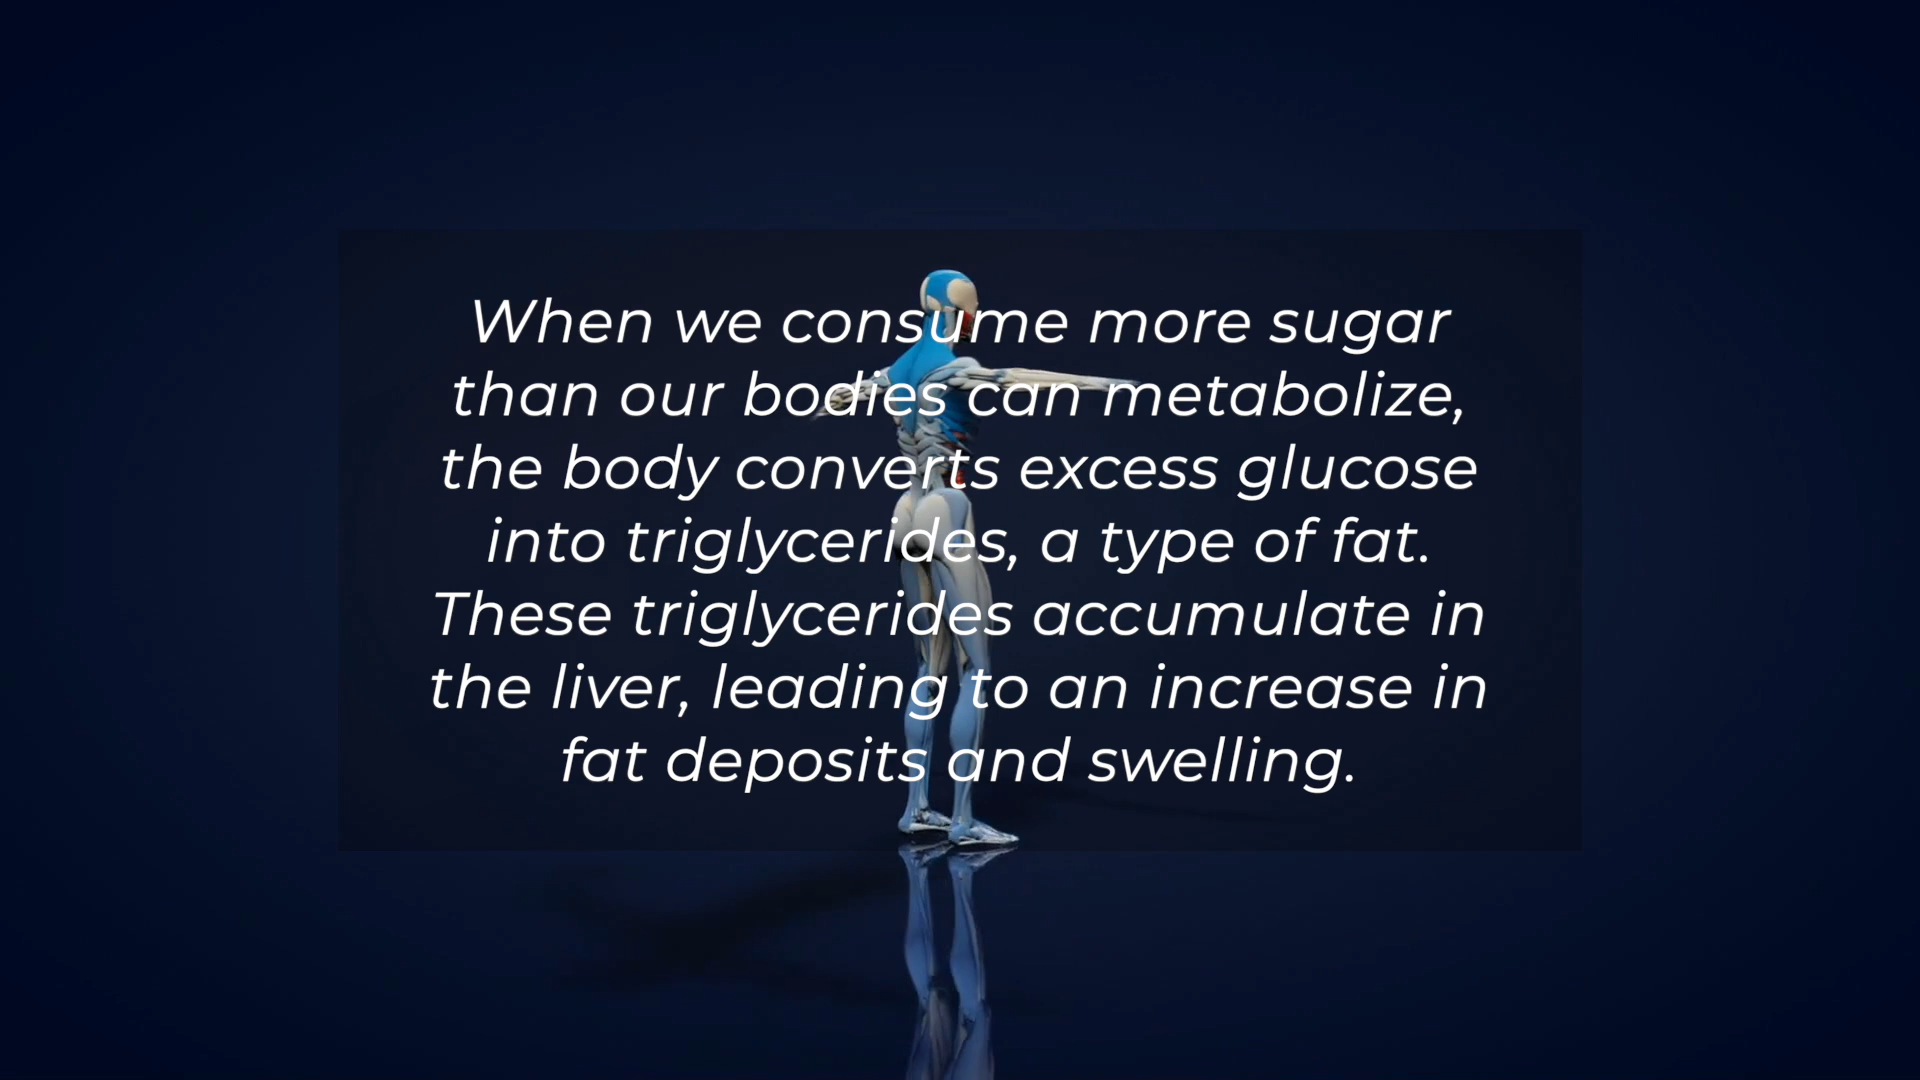 When we consume more sugar
than our bodies can metabolize,
the body converts excess glucose
into triglycerides, a type of fat.
These triglycerides accumulate in
the liver, leading to an increase in
fat deposits and swelling.